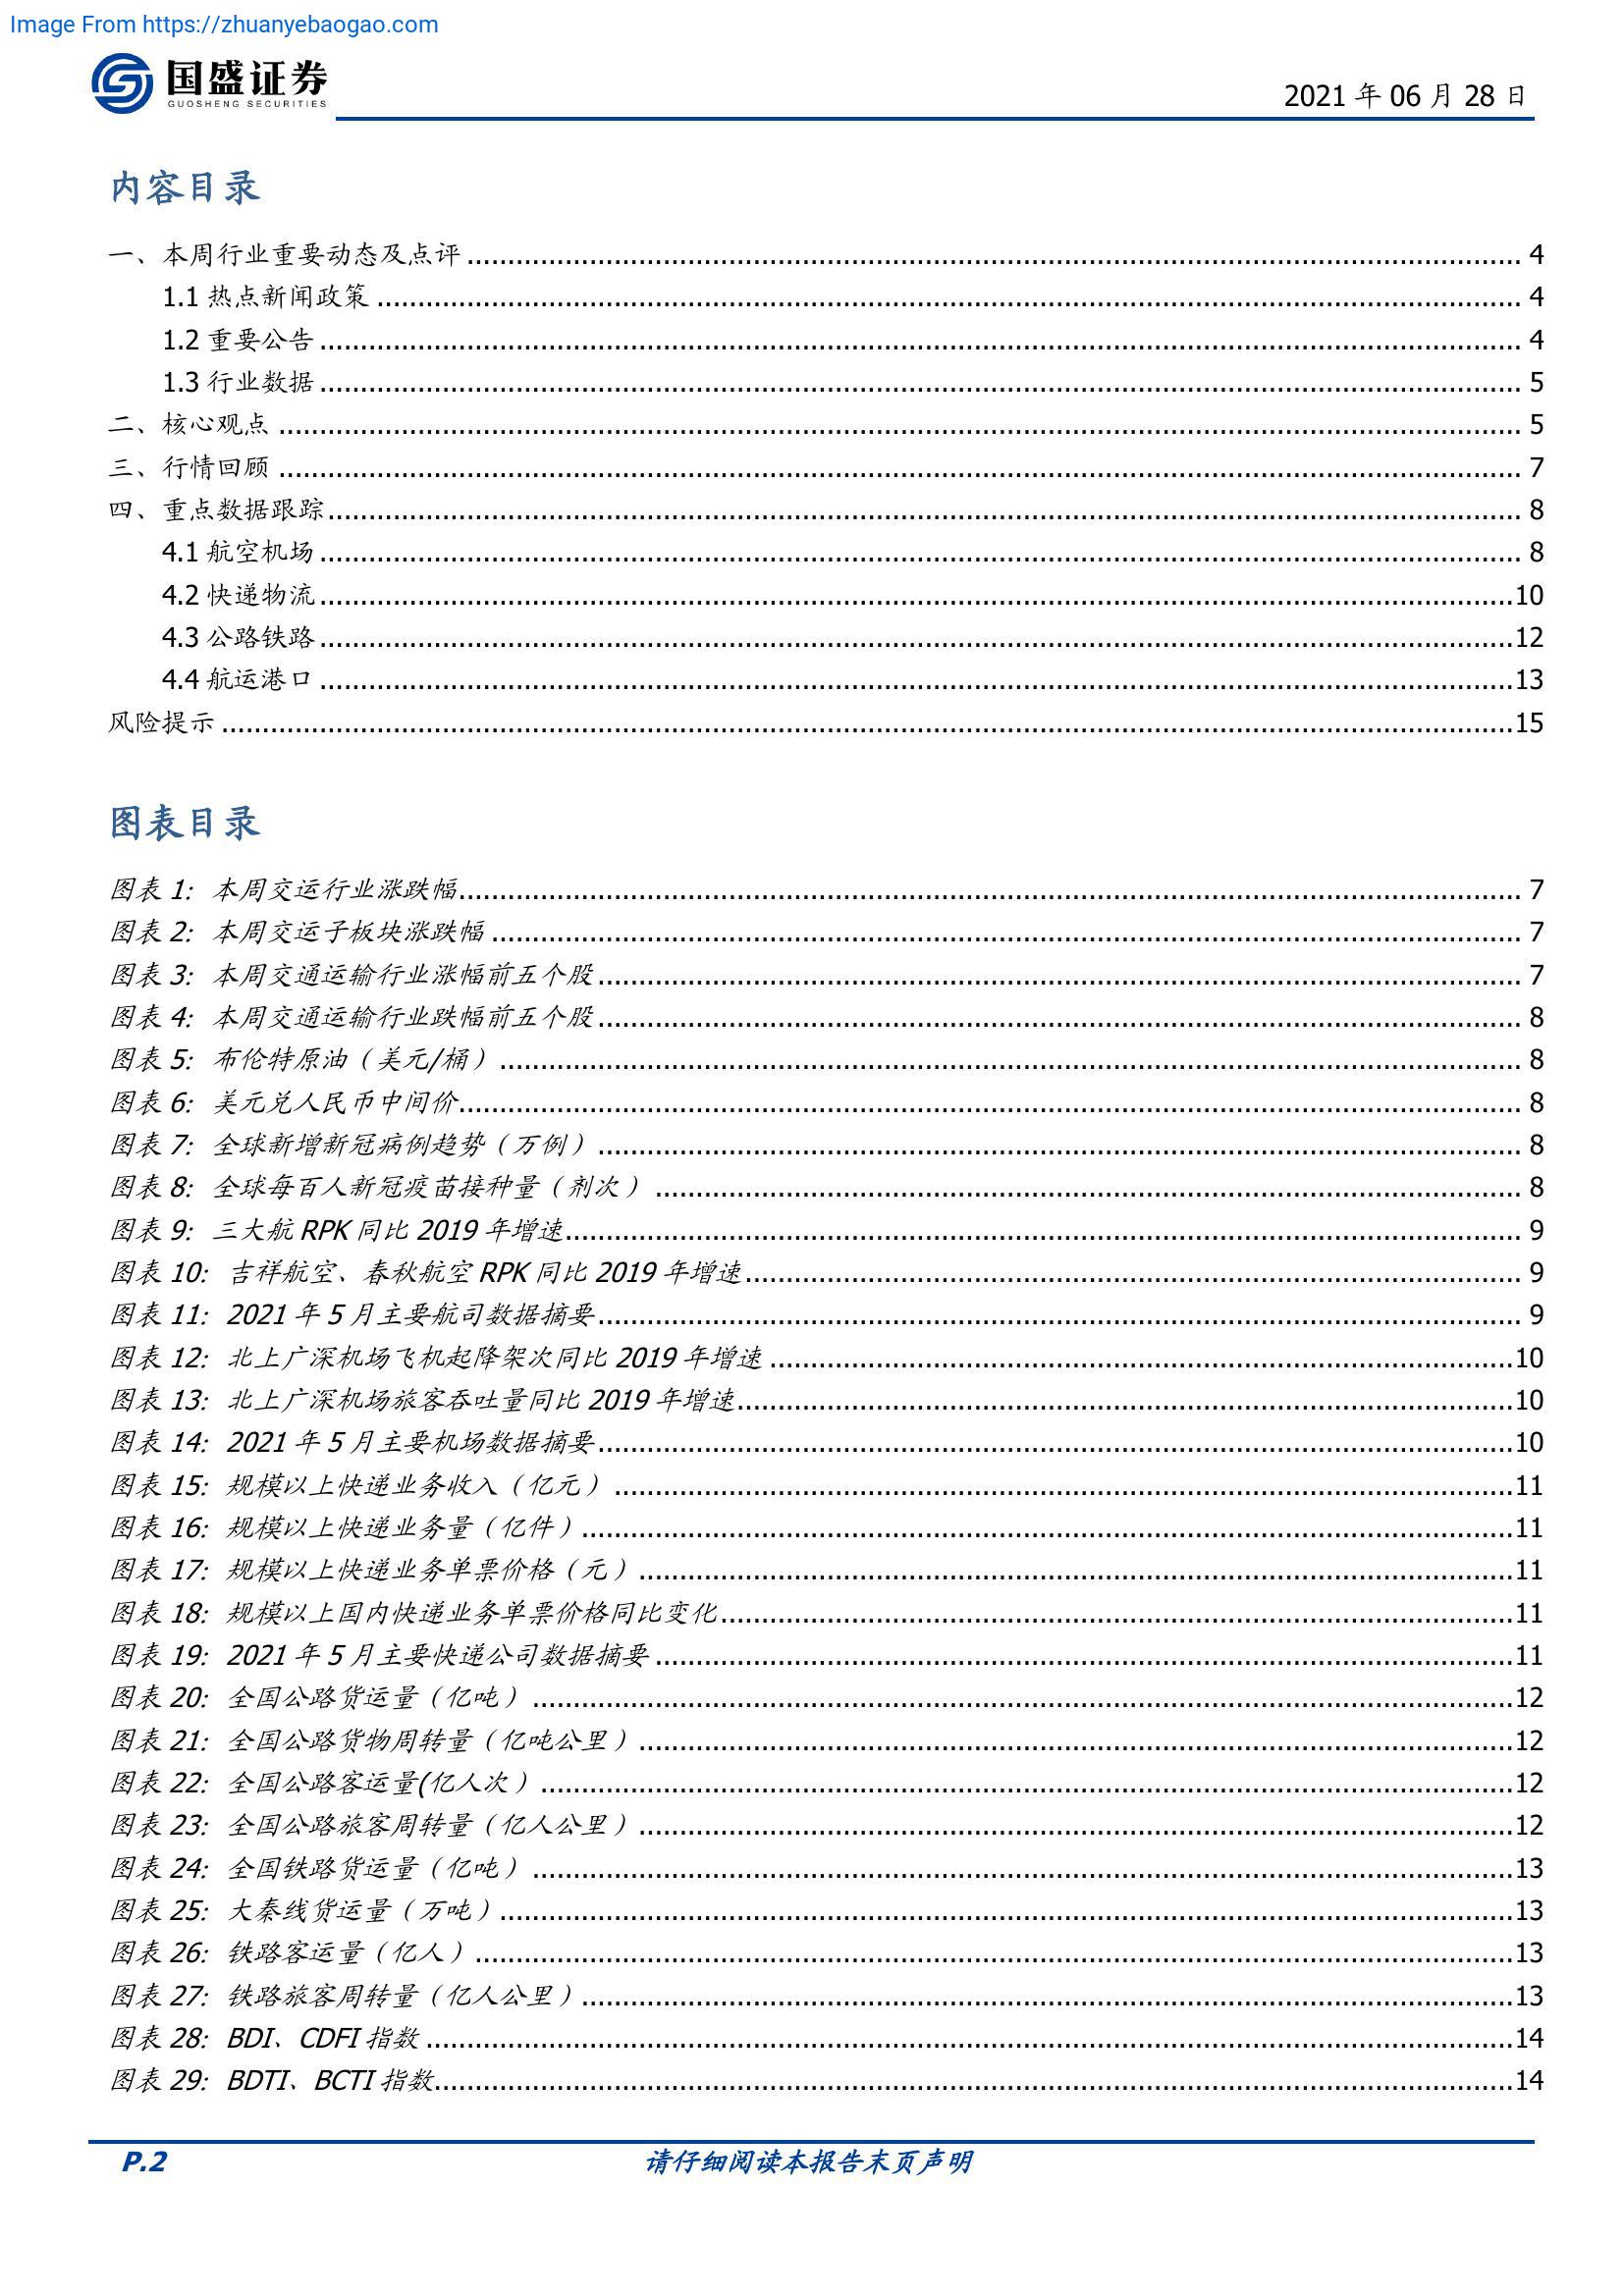 Image From https://zhuanyebaogao.com
国盛证券
GUOSHENG SECURITIES
2021 年 06 月 28 日
内容目录
一、本周行业重要动态及点评 4
1.1 热点新闻政策 4
1.2 重要公告 4
1.3 行业数据 5
二、核心观点 5
三、行情回顾 7
四、重点数据跟踪 8
4.1 航空机场 8
4.2 快递物流 10
4.3 公路铁路 12
4.4 航运港口 13
风险提示 15
图表目录
图表 1: 本周交运行业涨跌幅 7
图表 2: 本周交运子板块涨跌幅 7
图表 3: 本周交通运输行业涨幅前五个股 7
图表 4: 本周交通运输行业跌幅前五个股 8
图表 5: 布伦特原油（美元/桶） 8
图表 6: 美元兑人民币中间价 8
图表 7: 全球新增新冠病例趋势（万例） 8
图表 8: 全球每百人新冠疫苗接种量（剂次） 8
图表 9: 三大航 RPK 同比 2019 年增速 9
图表 10: 吉祥航空、春秋航空 RPK 同比 2019 年增速 9
图表 11: 2021 年 5 月主要航司数据摘要 9
图表 12: 北上广深机场飞机起降架次同比 2019 年增速 10
图表 13: 北上广深机场旅客吞吐量同比 2019 年增速 10
图表 14: 2021 年 5 月主要机场数据摘要 10
图表 15: 规模以上快递业务收入（亿元） 11
图表 16: 规模以上快递业务量（亿件） 11
图表 17: 规模以上快递业务单票价格（元） 11
图表 18: 规模以上国内快递业务单票价格同比变化 11
图表 19: 2021 年 5 月主要快递公司数据摘要 11
图表 20: 全国公路货运量（亿吨） 12
图表 21: 全国公路货物周转量（亿吨公里） 12
图表 22: 全国公路客运量(亿人次） 12
图表 23: 全国公路旅客周转量（亿人公里） 12
图表 24: 全国铁路货运量（亿吨） 13
图表 25: 大秦线货运量（万吨） 13
图表 26: 铁路客运量（亿人） 13
图表 27: 铁路旅客周转量（亿人公里） 13
图表 28: BDI、CDFI 指数 14
图表 29: BDTI、BCTI 指数 14
P.2
请仔细阅读本报告末页声明